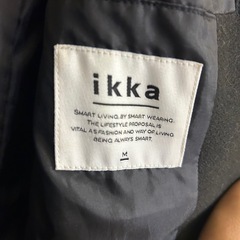 ikka
SMART LIVING, BY SMART WEARING.
THE LIFESTYLE PROPOSAL IS
VITAL AS FASHION AND WAY OF LIVING
BEING ALWAYS SMART.
M